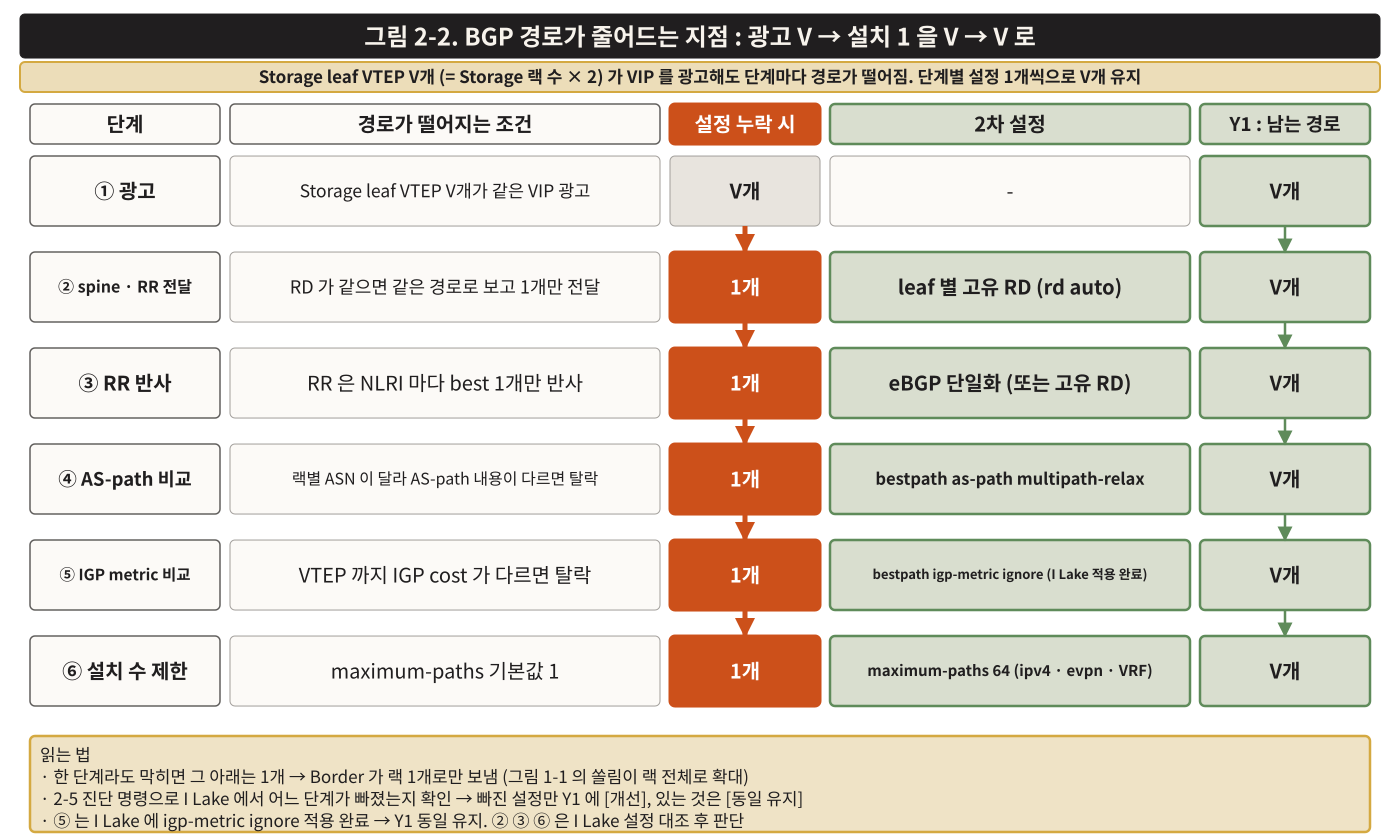 그림 2-2. BGP 경로가 줄어드는 지점 : 광고 V → 설치 1 을 V → V 로
Storage leaf VTEP V개 (= Storage 랙 수 × 2) 가 VIP 를 광고해도 단계마다 경로가 떨어짐. 단계별 설정 1개씩으로 V개 유지
단계 경로가 떨어지는 조건 설정 누락 시 2차 설정 Y1 : 남는 경로
① 광고 Storage leaf VTEP V개가 같은 VIP 광고 V개 - V개
② spine · RR 전달 RD 가 같으면 같은 경로로 보고 1개만 전달 1개 leaf 별 고유 RD (rd auto) V개
③ RR 반사 RR 은 NLRI 마다 best 1개만 반사 1개 eBGP 단일화 (또는 고유 RD) V개
④ AS-path 비교 랙별 ASN 이 달라 AS-path 내용이 다르면 탈락 1개 bestpath as-path multipath-relax V개
⑤ IGP metric 비교 VTEP 까지 IGP cost 가 다르면 탈락 1개 bestpath igp-metric ignore (I Lake 적용 완료) V개
⑥ 설치 수 제한 maximum-paths 기본값 1 1개 maximum-paths 64 (ipv4 · evpn · VRF) V개
읽는 법
· 한 단계라도 막히면 그 아래는 1개 → Border 가 랙 1개로만 보냄 (그림 1-1 의 쏠림이 랙 전체로 확대)
· 2-5 진단 명령으로 I Lake 에서 어느 단계가 빠졌는지 확인 → 빠진 설정만 Y1 에 [개선], 있는 것은 [동일 유지]
· ⑤ 는 I Lake 에 igp-metric ignore 적용 완료 → Y1 동일 유지. ② ③ ⑥ 은 I Lake 설정 대조 후 판단